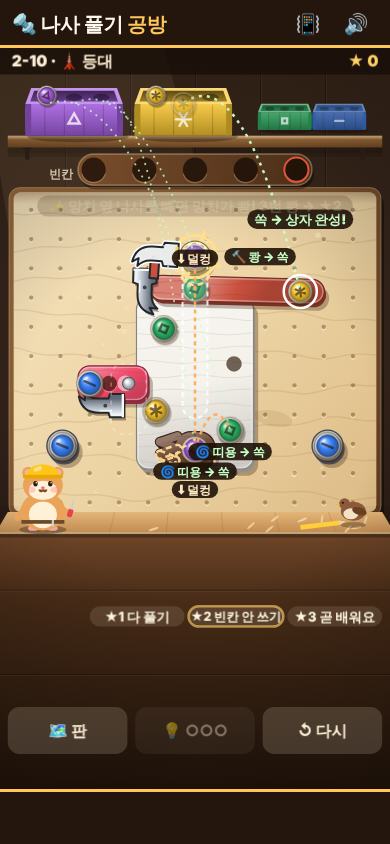 나사 풀기 공방
2-10 · 등대
★ 0
빈칸
쏙 → 상자 완성!
⬇덜컹
쾅 → 쏙
띠용 → 쏙
띠용 → 쏙
⬇덜컹
★1 다 풀기
★2 빈칸 안 쓰기
★3 곧 배워요
판
다시